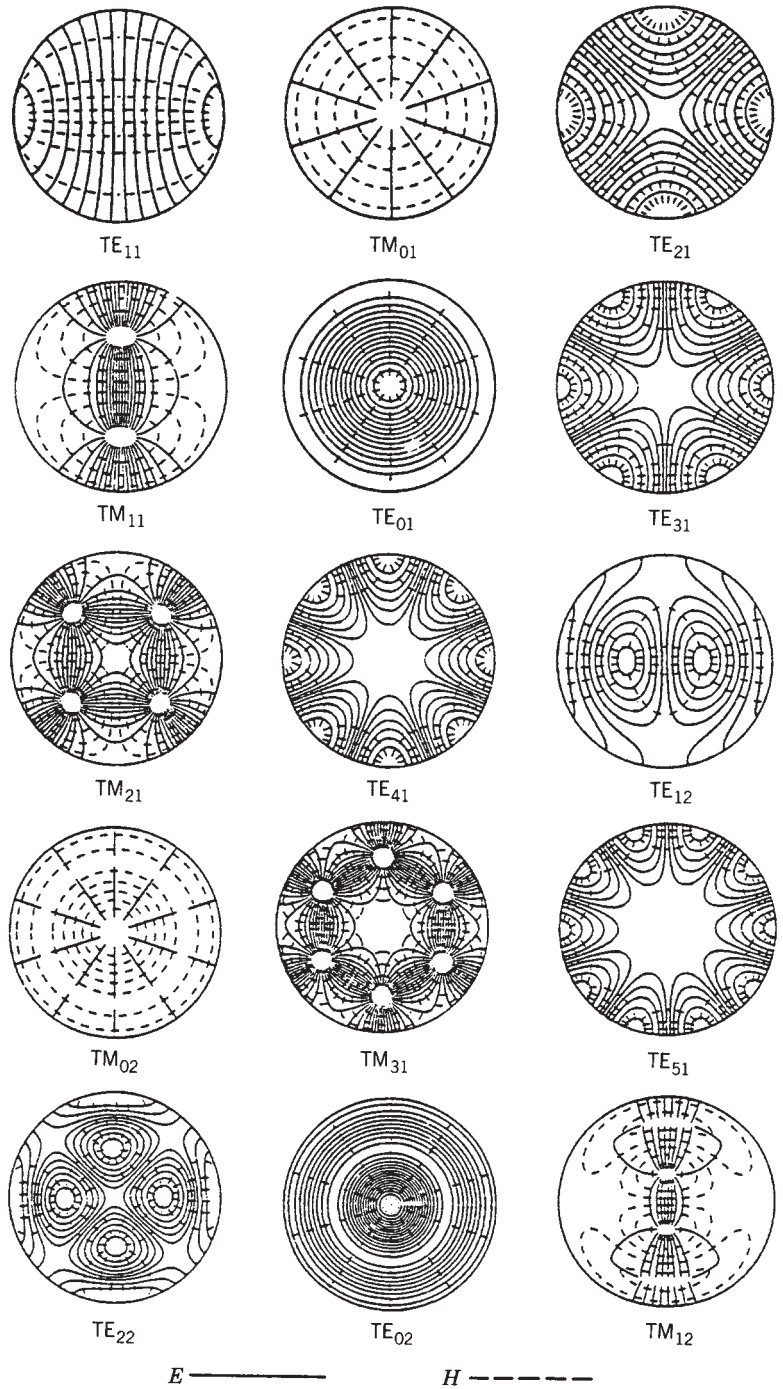 TE₁₁ TM₀₁ TE₂₁
TM₁₁ TE₀₁ TE₃₁
TM₂₁ TE₄₁ TE₁₂
TM₀₂ TM₃₁ TE₅₁
TE₂₂ TE₀₂ TM₁₂
E H